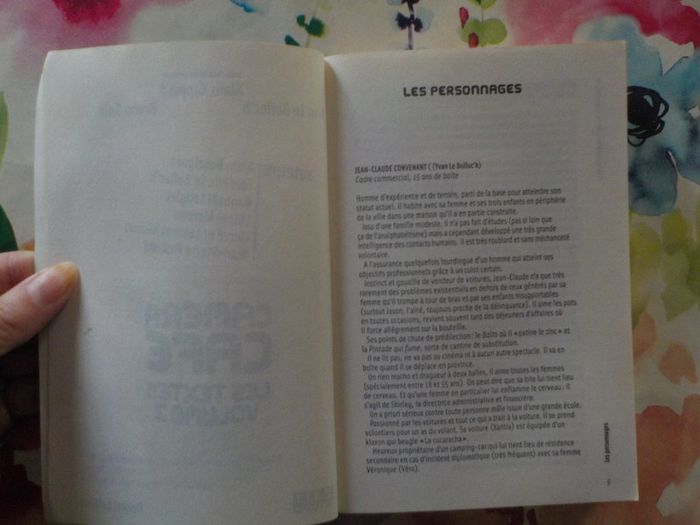 LES PERSONNAGES
JEAN-CLAUDE CONVENANT ( (Yvan Le Bolluc'h)
Cadre commercial, 15 ans de boîte
Homme d'expérience et de terrain, parti de la base pour atteindre son
statut actuel. Il habite avec sa femme et ses trois enfants en périphérie
de la ville dans une maison qu'il a en partie construite.
Issu d'une famille modeste, il n'a pas fait d'études (pas si loin que
ça de l'analphabétisme) mais a cependant développé une très grande
intelligence des contacts humains. Il est très roublard et sans méchanceté
volontaire.
A l'assurance quelquefois lourdingue d'un homme qui atteint ses
objectifs professionnels grâce à un culot certain.
Instinct et gouaille de vendeur de voitures, Jean-Claude n'a que très
rarement des problèmes existentiels en dehors de ceux générés par sa
femme qu'il trompe à tour de bras et par ses enfants insupportables
(surtout Jason, l'aîné, toujours proche de la délinquance). Il aime les pots
en toutes occasions, revient souvent tard des déjeuners d'affaires où
il force allègrement sur la bouteille.
Ses points de chute de prédilection : le Balto où il « patine le zinc » et
la Pintade qui fume, sorte de cantine de substitution.
Il ne lit pas, ne va pas au cinéma ni à aucun autre spectacle. Il va en
boîte quand il se déplace en province.
Un rien macho et dragueur à deux balles, il aime toutes les femmes
(spécialement entre 18 et 55 ans). On peut dire que sa bite lui tient lieu
de cerveau. Et qu'une femme en particulier lui enflamme le cerveau : il
s'agit de Shirley, la directrice administrative et financière.
On a priori sérieux contre toute personne mâle issue d'une grande école.
Passionné par les voitures et tout ce qui a trait à la voiture, il se prend
volontiers pour un as du volant. Sa voiture (Xantia) est équipée d'un
klaxon qui beugle « La cucaracha ».
Heureux propriétaire d'un camping-car qui lui tient lieu de résidence
secondaire en cas d'incident diplomatique (très fréquent) avec sa femme
Véronique (Véro).
Les personnages